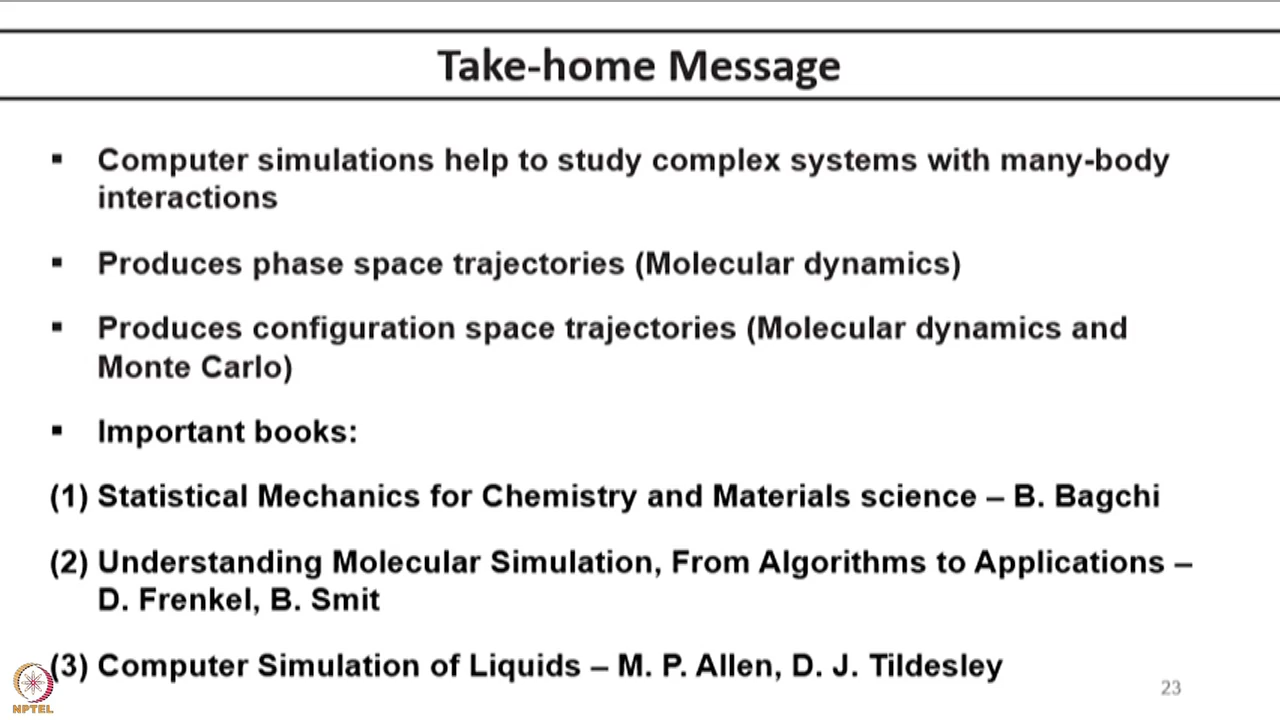 Take-home Message
▪ Computer simulations help to study complex systems with many-body
interactions
▪ Produces phase space trajectories (Molecular dynamics)
▪ Produces configuration space trajectories (Molecular dynamics and
Monte Carlo)
▪ Important books:
(1) Statistical Mechanics for Chemistry and Materials science – B. Bagchi
(2) Understanding Molecular Simulation, From Algorithms to Applications –
D. Frenkel, B. Smit
(3) Computer Simulation of Liquids – M. P. Allen, D. J. Tildesley
23
NPTEL